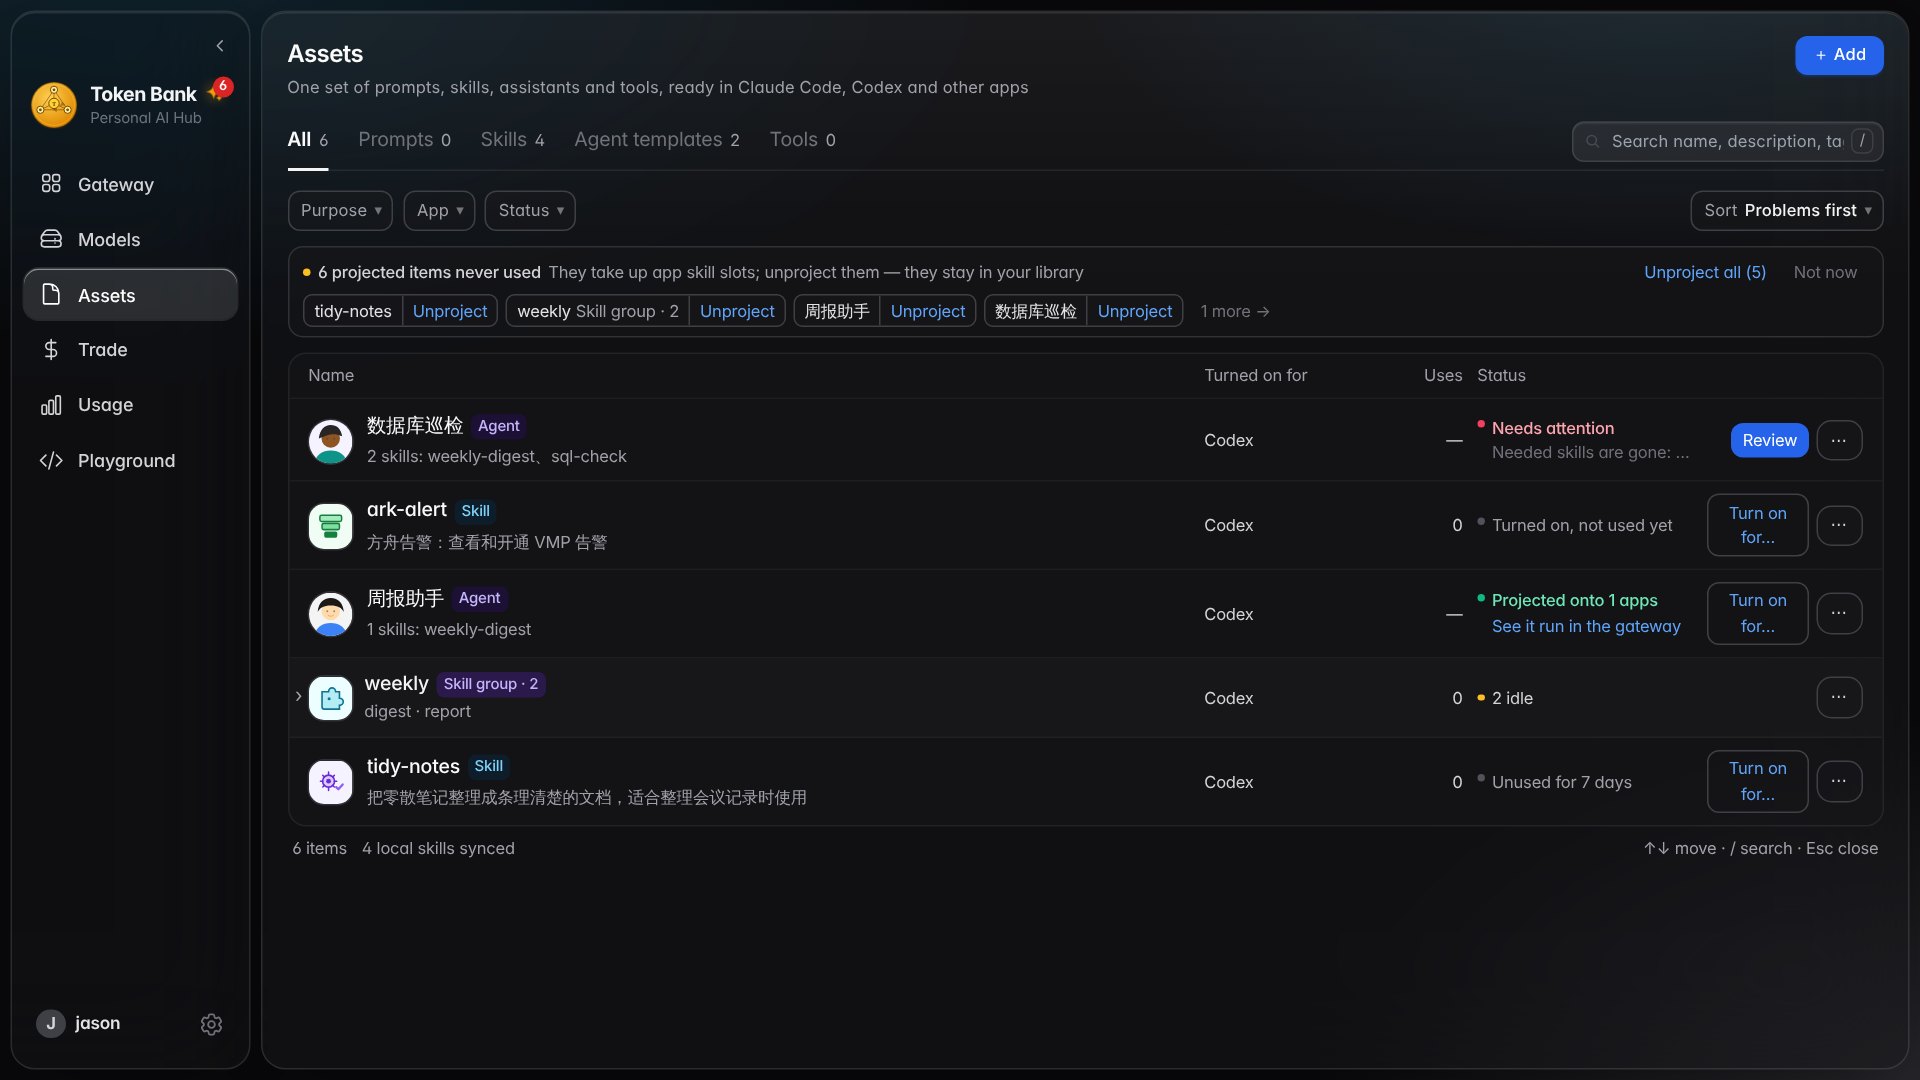 Token Bank
6
Personal AI Hub
Gateway
Models
Assets
Trade
Usage
Playground
J jason
Assets
One set of prompts, skills, assistants and tools, ready in Claude Code, Codex and other apps
+ Add
All 6 Prompts 0 Skills 4 Agent templates 2 Tools 0
Search name, description, ta /
Purpose ▾ App ▾ Status ▾
Sort Problems first ▾
6 projected items never used They take up app skill slots; unproject them — they stay in your library
Unproject all (5) Not now
tidy-notes Unproject weekly Skill group · 2 Unproject 周报助手 Unproject 数据库巡检 Unproject 1 more →
Name Turned on for Uses Status
数据库巡检 Agent
2 skills: weekly-digest、sql-check
Codex — Needs attention
Needed skills are gone: ...
Review ...
ark-alert Skill
方舟告警：查看和开通 VMP 告警
Codex 0 Turned on, not used yet
Turn on
for...
...
周报助手 Agent
1 skills: weekly-digest
Codex — Projected onto 1 apps
See it run in the gateway
Turn on
for...
...
› weekly Skill group · 2
digest · report
Codex 0 2 idle ...
tidy-notes Skill
把零散笔记整理成条理清楚的文档，适合整理会议记录时使用
Codex 0 Unused for 7 days
Turn on
for...
...
6 items 4 local skills synced
↑↓ move · / search · Esc close